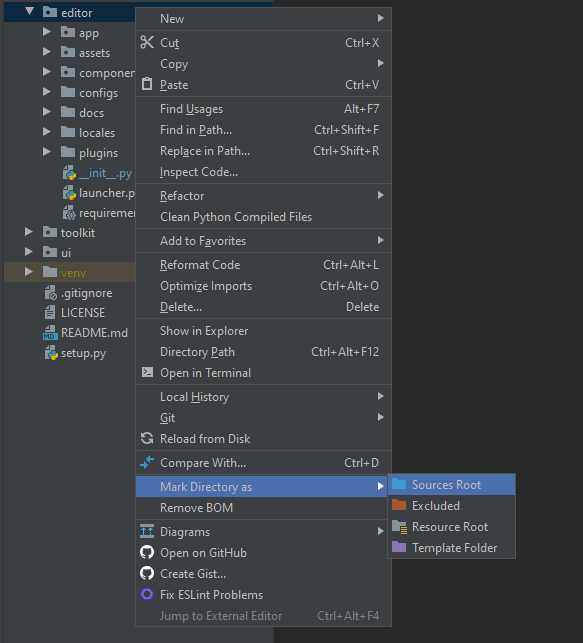 editor
app
assets
componen
configs
docs
locales
plugins
__init__.py
launcher.p
requireme
toolkit
ui
venv
.gitignore
LICENSE
README.md
setup.py
New
Cut Ctrl+X
Copy
Paste Ctrl+V
Find Usages Alt+F7
Find in Path... Ctrl+Shift+F
Replace in Path... Ctrl+Shift+R
Inspect Code...
Refactor
Clean Python Compiled Files
Add to Favorites
Reformat Code Ctrl+Alt+L
Optimize Imports Ctrl+Alt+O
Delete... Delete
Show in Explorer
Directory Path Ctrl+Alt+F12
Open in Terminal
Local History
Git
Reload from Disk
Compare With... Ctrl+D
Mark Directory as
Remove BOM
Diagrams
Open on GitHub
Create Gist...
Fix ESLint Problems
Jump to External Editor Ctrl+Alt+F4
Sources Root
Excluded
Resource Root
Template Folder